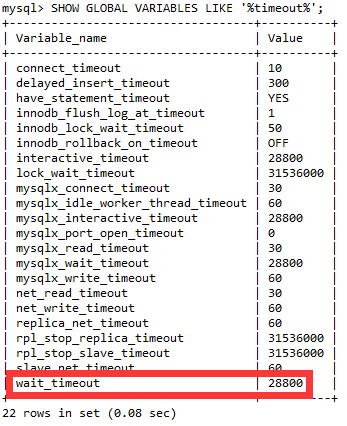 mysql> SHOW GLOBAL VARIABLES LIKE '%timeout%';
+-----------------------------------+----------+
| Variable_name | Value |
+-----------------------------------+----------+
| connect_timeout | 10 |
| delayed_insert_timeout | 300 |
| have_statement_timeout | YES |
| innodb_flush_log_at_timeout | 1 |
| innodb_lock_wait_timeout | 50 |
| innodb_rollback_on_timeout | OFF |
| interactive_timeout | 28800 |
| lock_wait_timeout | 31536000 |
| mysqlx_connect_timeout | 30 |
| mysqlx_idle_worker_thread_timeout | 60 |
| mysqlx_interactive_timeout | 28800 |
| mysqlx_port_open_timeout | 0 |
| mysqlx_read_timeout | 30 |
| mysqlx_wait_timeout | 28800 |
| mysqlx_write_timeout | 60 |
| net_read_timeout | 30 |
| net_write_timeout | 60 |
| replica_net_timeout | 60 |
| rpl_stop_replica_timeout | 31536000 |
| rpl_stop_slave_timeout | 31536000 |
| slave_net_timeout | 60 |
| wait_timeout | 28800 |
+-----------------------------------+----------+
22 rows in set (0.08 sec)